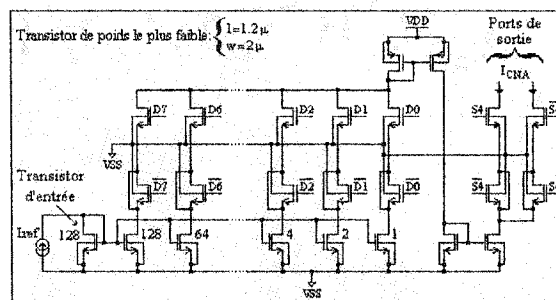 Transistor de poids le plus faible: { l=1.2µ
w=2µ
VDD
Ports de
sortie
I_CNA
D7 D6 D2 D1 D0 S4
VSS
D7 D6 D2 D1 D0 S4
Transistor
d'entrée
Iref
128 128 64 4 2 1
VSS